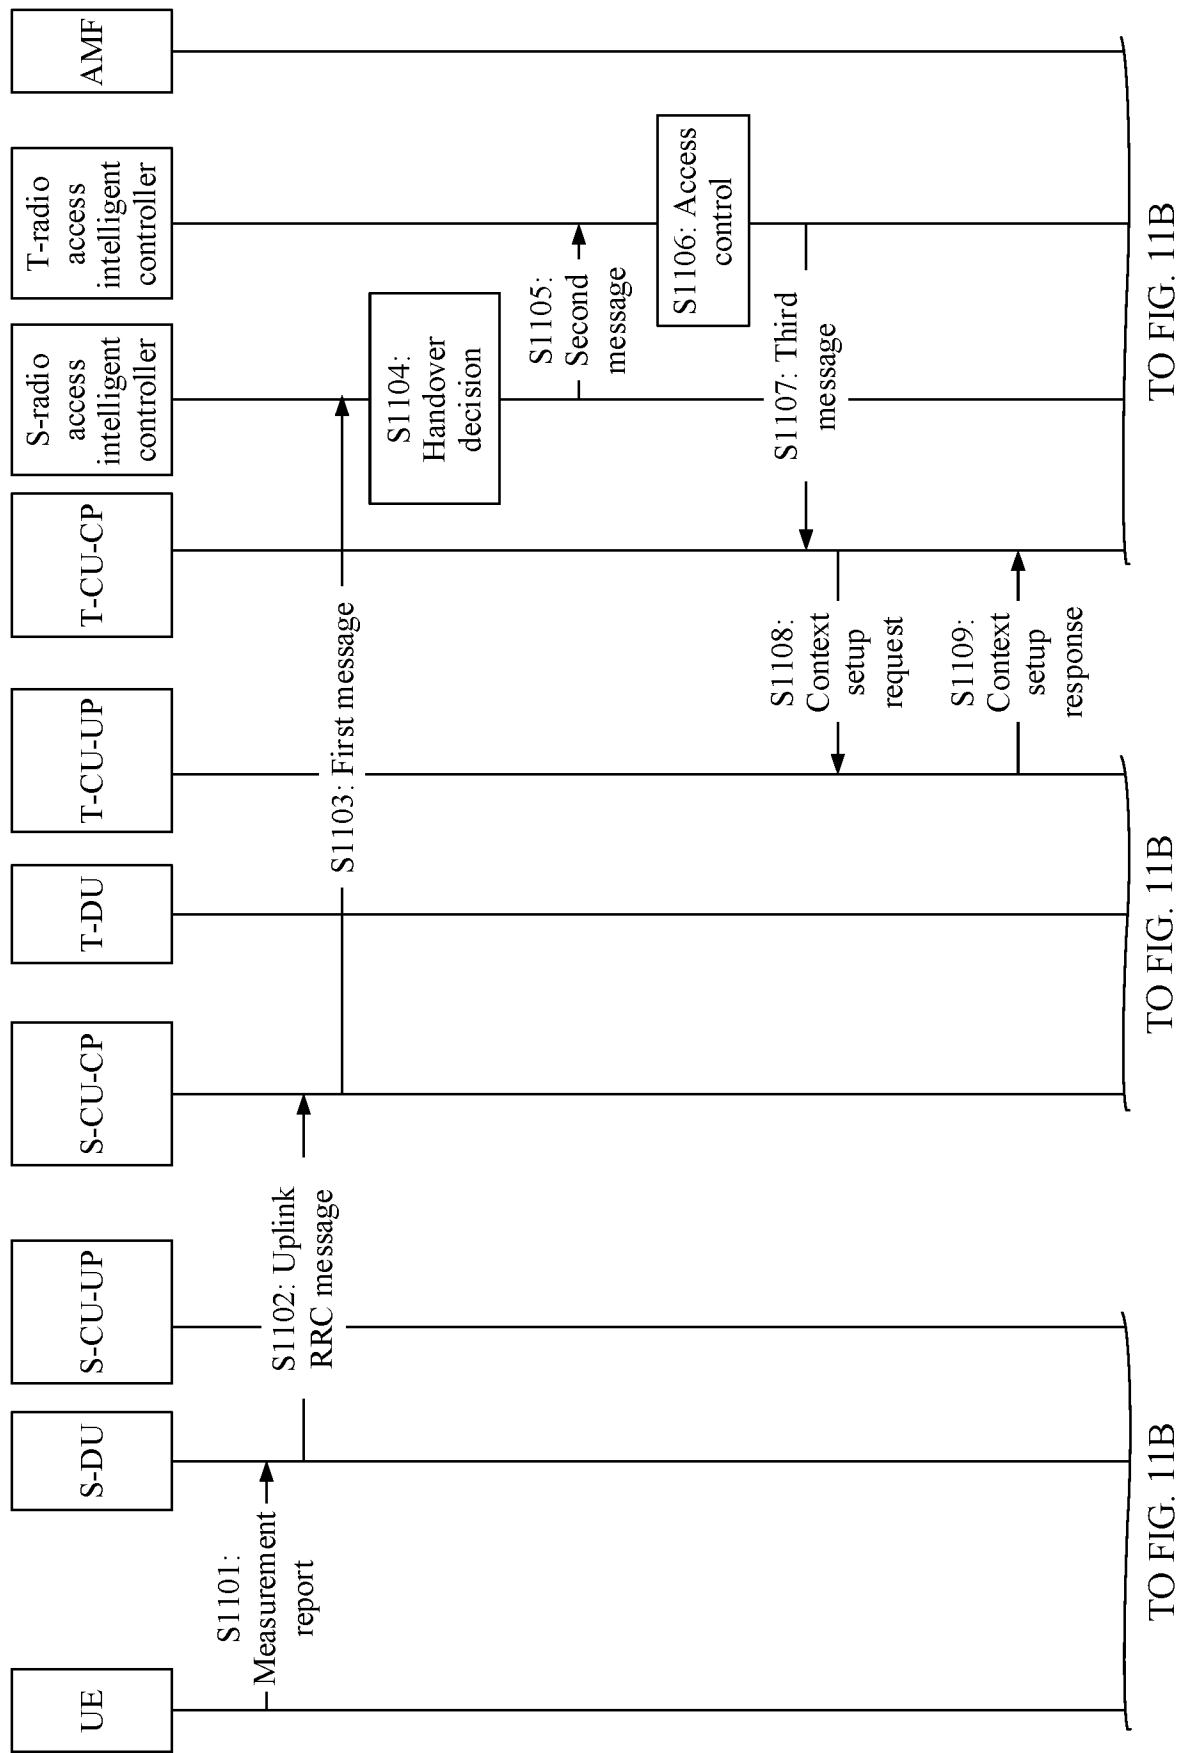 UE
S-DU
S-CU-UP
S-CU-CP
T-DU
T-CU-UP
T-CU-CP
S-radio
access
intelligent
controller
T-radio
access
intelligent
controller
AMF
S1101:
Measurement
report
S1102: Uplink
RRC message
S1103: First message
S1104:
Handover
decision
S1105:
Second
message
S1106: Access
control
S1107: Third
message
S1108:
Context
setup
request
S1109:
Context
setup
response
TO FIG. 11B
TO FIG. 11B
TO FIG. 11B